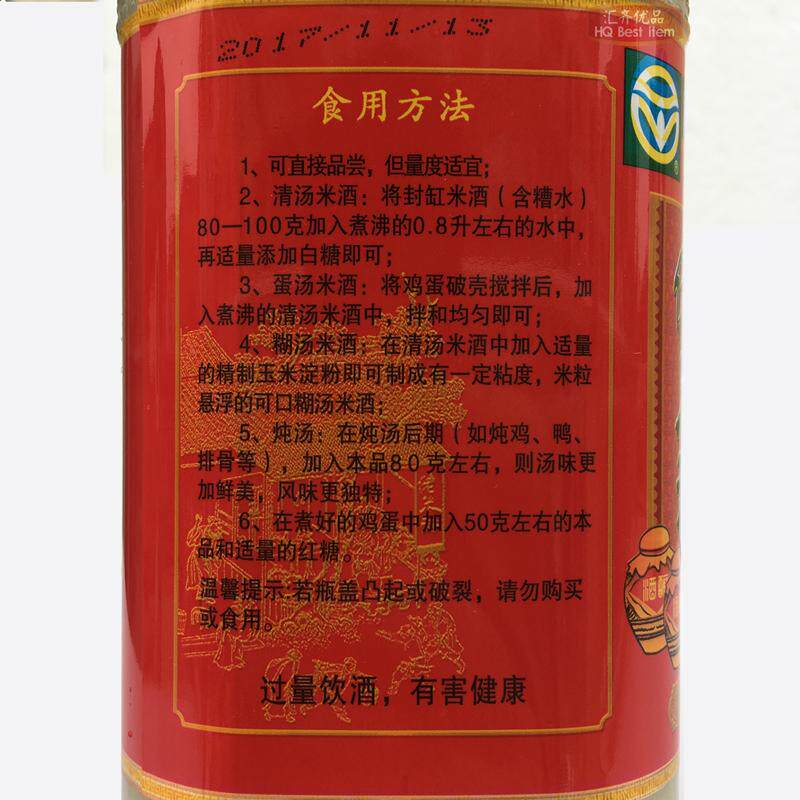 汇齐优品
HQ Best item
2017-11-13
食用方法
1、可直接品尝，但量度适宜；
2、清汤米酒：将封缸米酒（含糟水）
80—100克加入煮沸的0.8升左右的水中，
再适量添加白糖即可；
3、蛋汤米酒：将鸡蛋破壳搅拌后，加
入煮沸的清汤米酒中，拌和均匀即可；
4、糊汤米酒：在清汤米酒中加入适量
的精制玉米淀粉即可制成有一定粘度，米粒
悬浮的可口糊汤米酒；
5、炖汤：在炖汤后期（如炖鸡、鸭、
排骨等），加入本品80克左右，则汤味更
加鲜美，风味更独特；
6、在煮好的鸡蛋中加入50克左右的本
品和适量的红糖。
温馨提示：若瓶盖凸起或破裂，请勿购买
或食用。
过量饮酒，有害健康